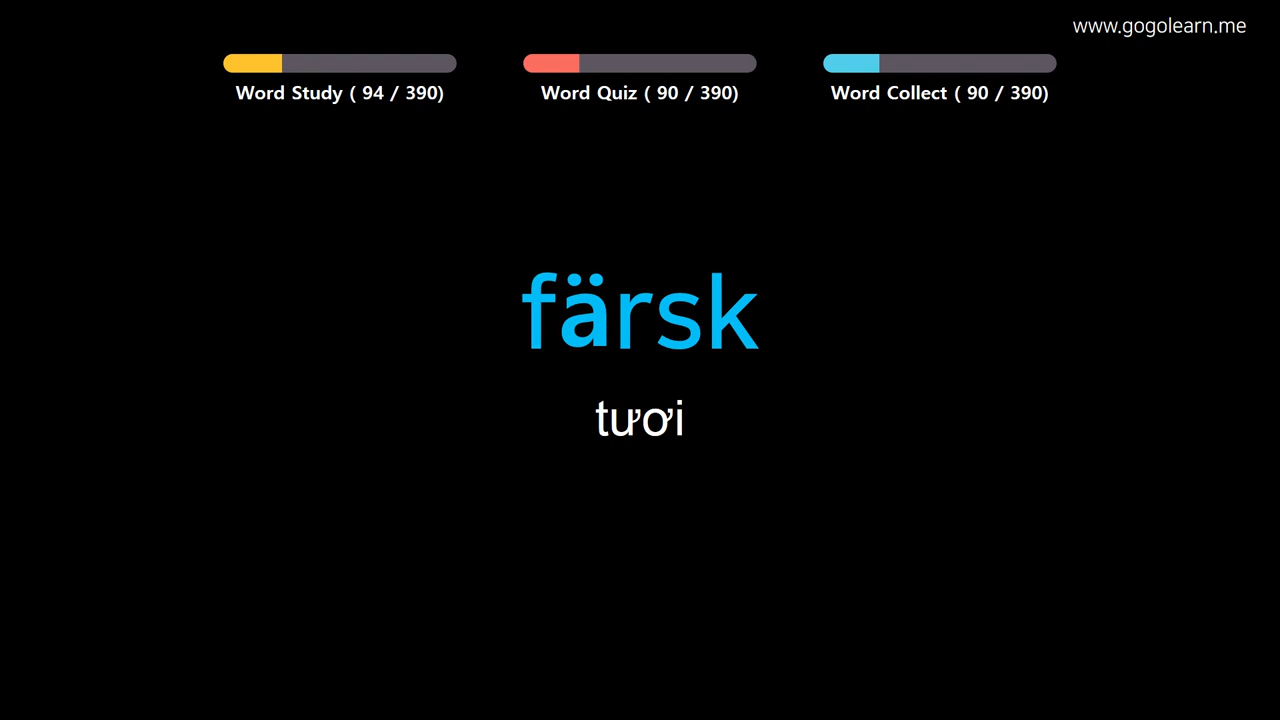 www.gogolearn.me
Word Study ( 94 / 390)
Word Quiz ( 90 / 390)
Word Collect ( 90 / 390)
färsk
tươi